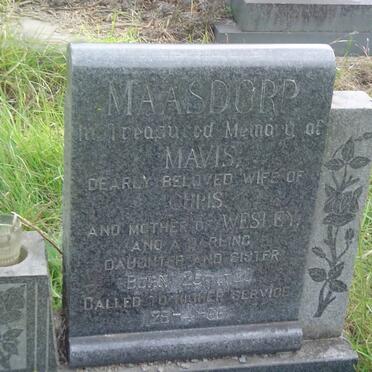 MAASDORP
In Treasured Memory of
MAVIS,
DEARLY BELOVED WIFE OF
CHRIS
AND MOTHER OF WESLEY,
AND A DARLING
DAUGHTER AND SISTER
BORN
CALLED TO HIGHER SERVICE